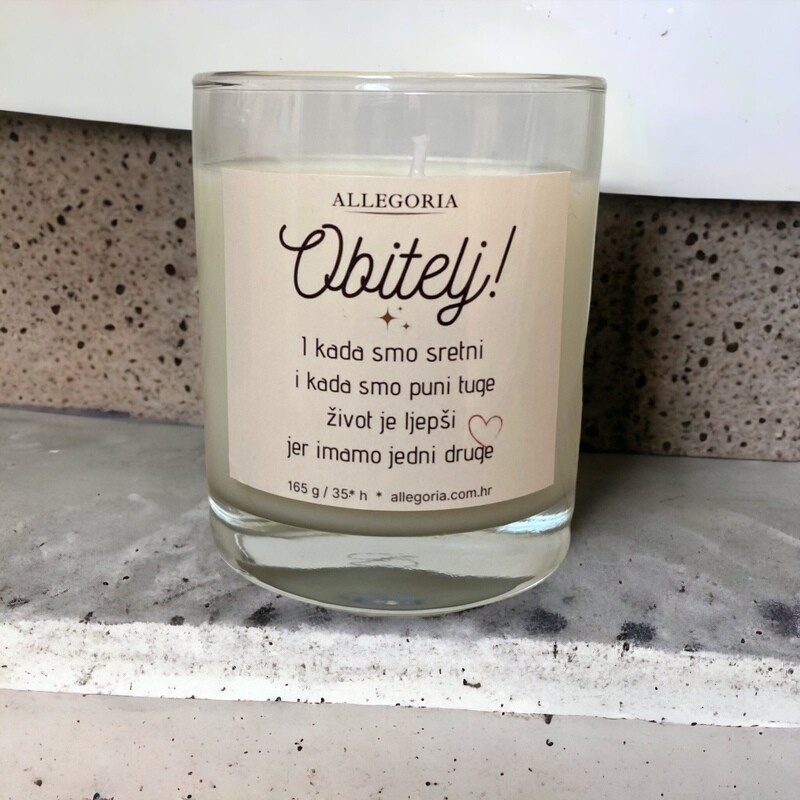 ALLEGORIA
Obitelj!
I kada smo sretni
i kada smo puni tuge
život je ljepši
jer imamo jedni druge
165 g / 35* h * allegoria.com.hr